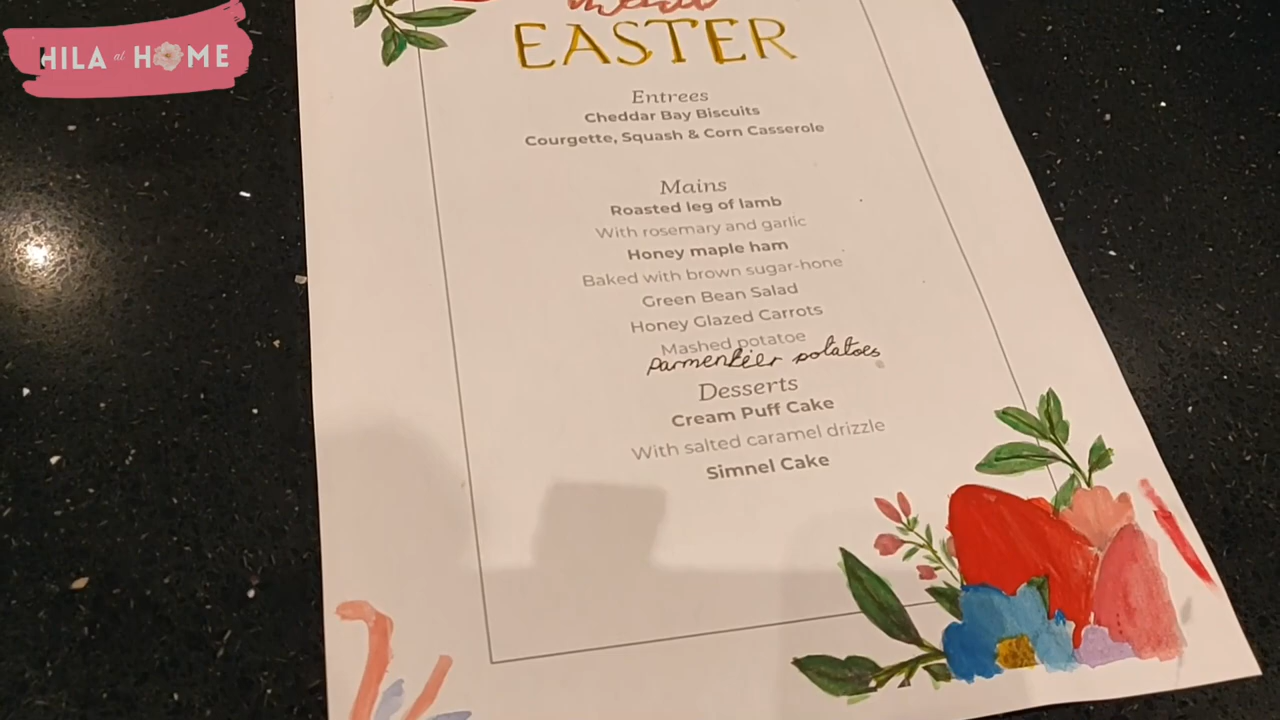 HILA at HOME
EASTER
Entrees
Cheddar Bay Biscuits
Courgette, Squash & Corn Casserole
Mains
Roasted leg of lamb
With rosemary and garlic
Honey maple ham
Baked with brown sugar-hone
Green Bean Salad
Honey Glazed Carrots
Mashed potatoe
Parmenteer potatoes
Desserts
Cream Puff Cake
With salted caramel drizzle
Simnel Cake